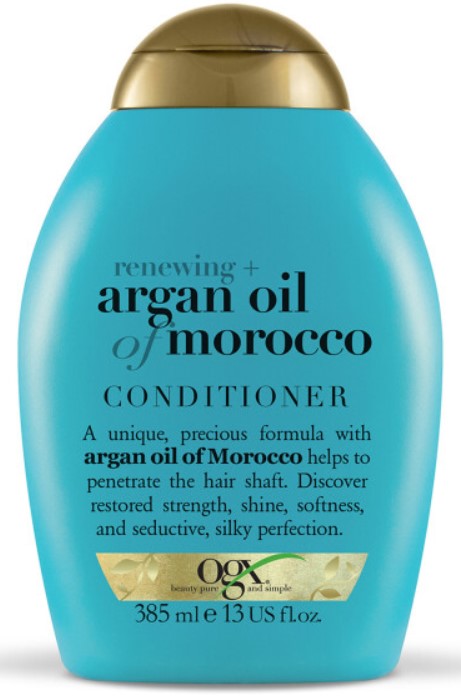 renewing +
argan oil
of morocco
CONDITIONER
A unique, precious formula with
argan oil of Morocco helps to
penetrate the hair shaft. Discover
restored strength, shine, softness,
and seductive, silky perfection.
ogx®
beauty pure and simple
385 ml e 13 US fl.oz.